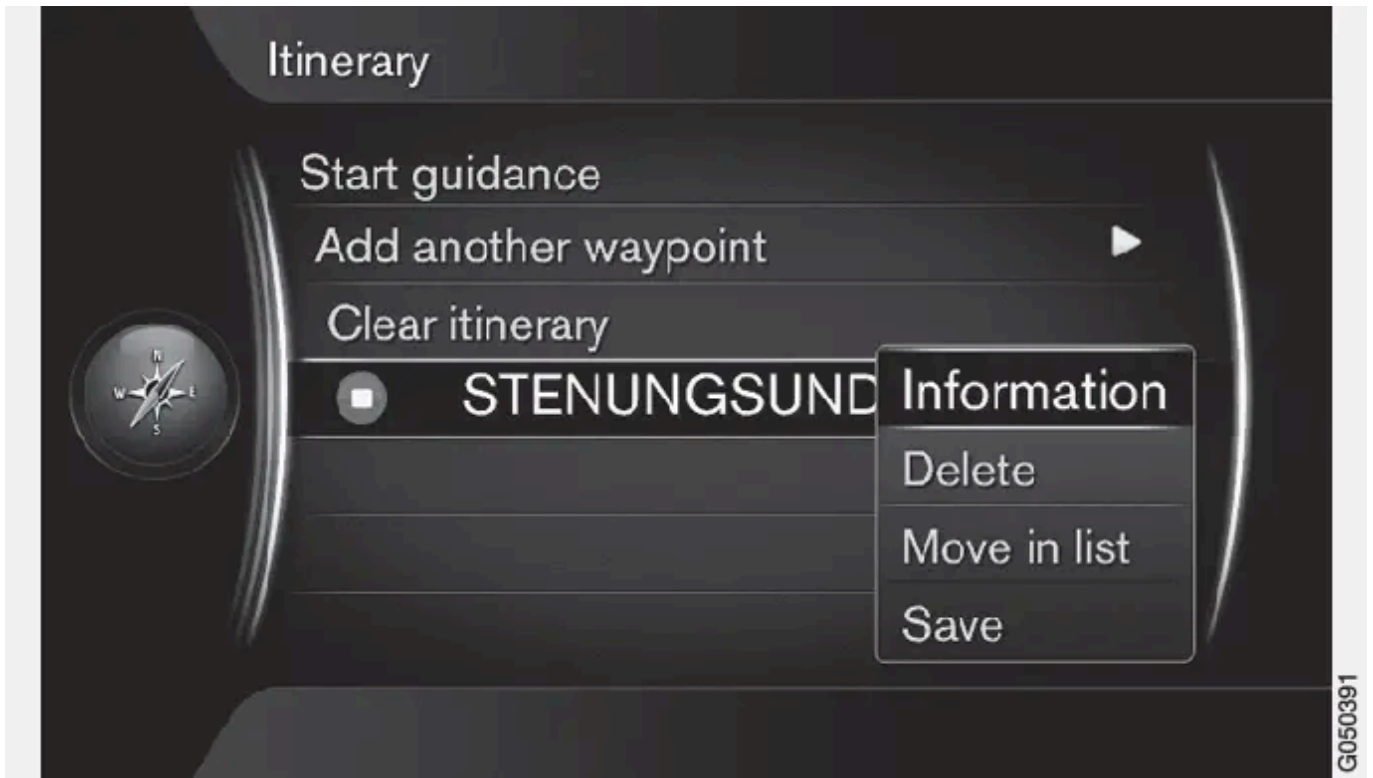 Itinerary
Start guidance
Add another waypoint
Clear itinerary
STENUNGSUND
Information
Delete
Move in list
Save
N
W E
S
G050391